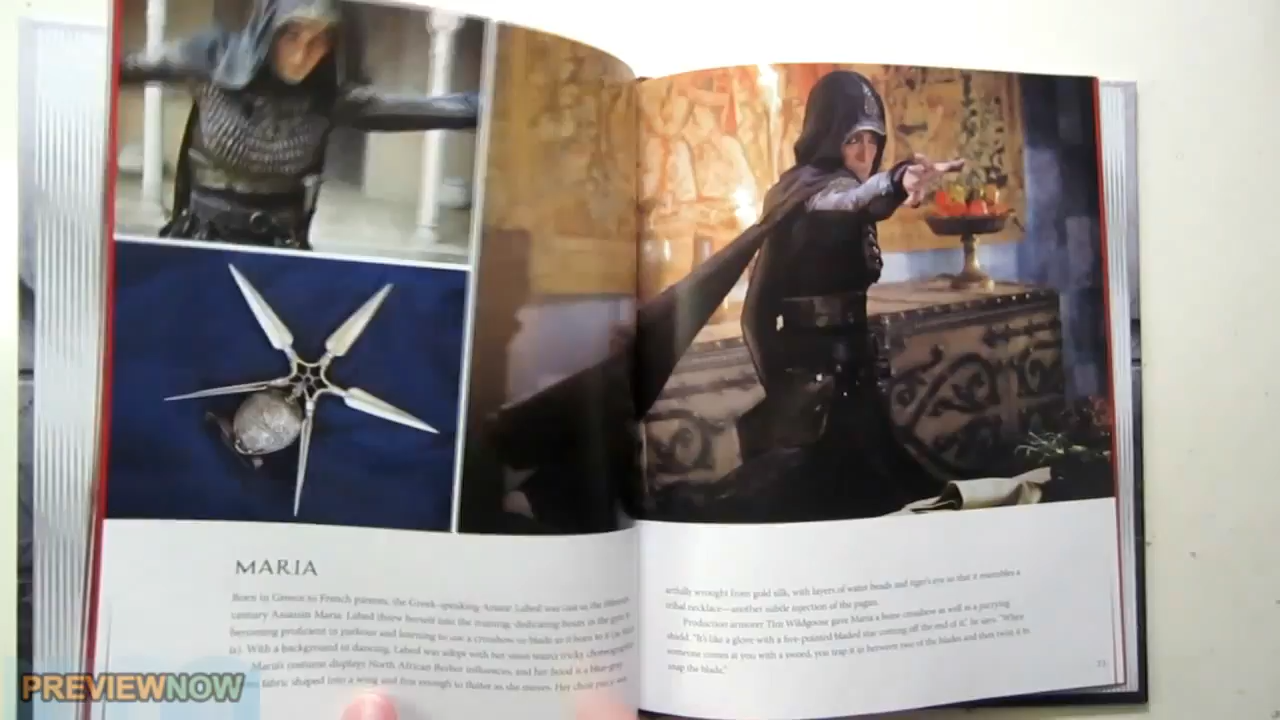 MARIA
Born in Greece to French parents, the Greek-speaking Ariane Labed was cast as the fifteenth-
century Assassin Maria. Labed threw herself into the training, dedicating hours in the gym to
becoming proficient in parkour and learning to use a crossbow or blade as if born to it
With a background in dancing, Labed was adept with her stunt team's tricky choreography
Maria's costume displays North African Berber influences, and her hood is a blue-grey
fabric shaped into a wing and fine enough to flutter as she moves. Her chest piece was
artfully wrought from gold silk, with layers of water beads and tiger's eye so that it resembles a
tribal necklace—another subtle injection of the pagan.
Production armorer Tim Wildgoose gave Maria a bone crossbow as well as a parrying
shield. "It's like a glove with a five-pointed bladed star coming off the end of it," he says. "When
someone comes at you with a sword, you trap it in between two of the blades and then twist it to
snap the blade."
PREVIEWNOW